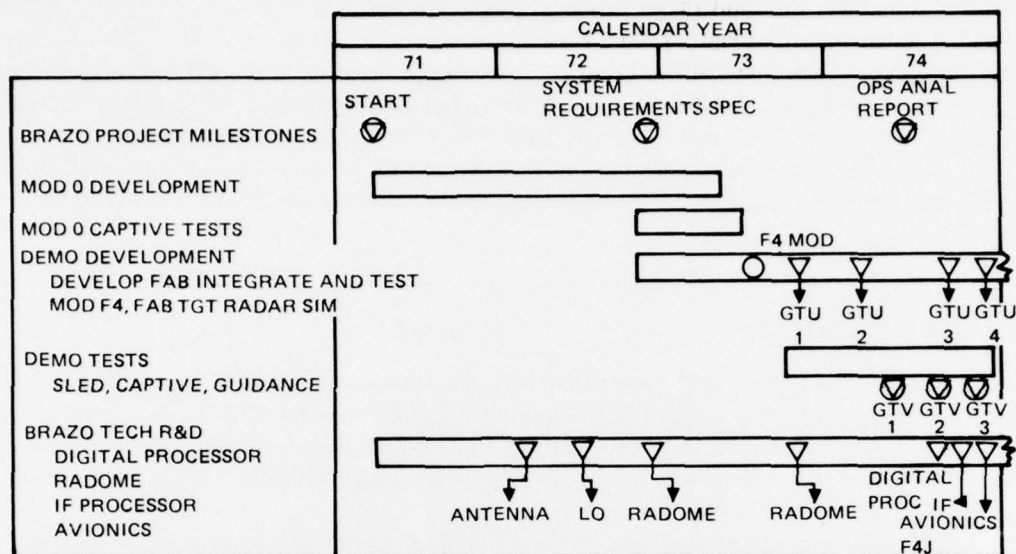 CALENDAR YEAR
71 72 73 74
START
SYSTEM
REQUIREMENTS SPEC
OPS ANAL
REPORT
BRAZO PROJECT MILESTONES
MOD 0 DEVELOPMENT
MOD 0 CAPTIVE TESTS
DEMO DEVELOPMENT
DEVELOP FAB INTEGRATE AND TEST
MOD F4, FAB TGT RADAR SIM
F4 MOD
GTU GTU GTU GTU
1 2 3 4
DEMO TESTS
SLED, CAPTIVE, GUIDANCE
GTV GTV GTV
1 2 3
BRAZO TECH R&D
DIGITAL PROCESSOR
RADOME
IF PROCESSOR
AVIONICS
ANTENNA LO RADOME RADOME
DIGITAL
PROC IF
AVIONICS
F4J